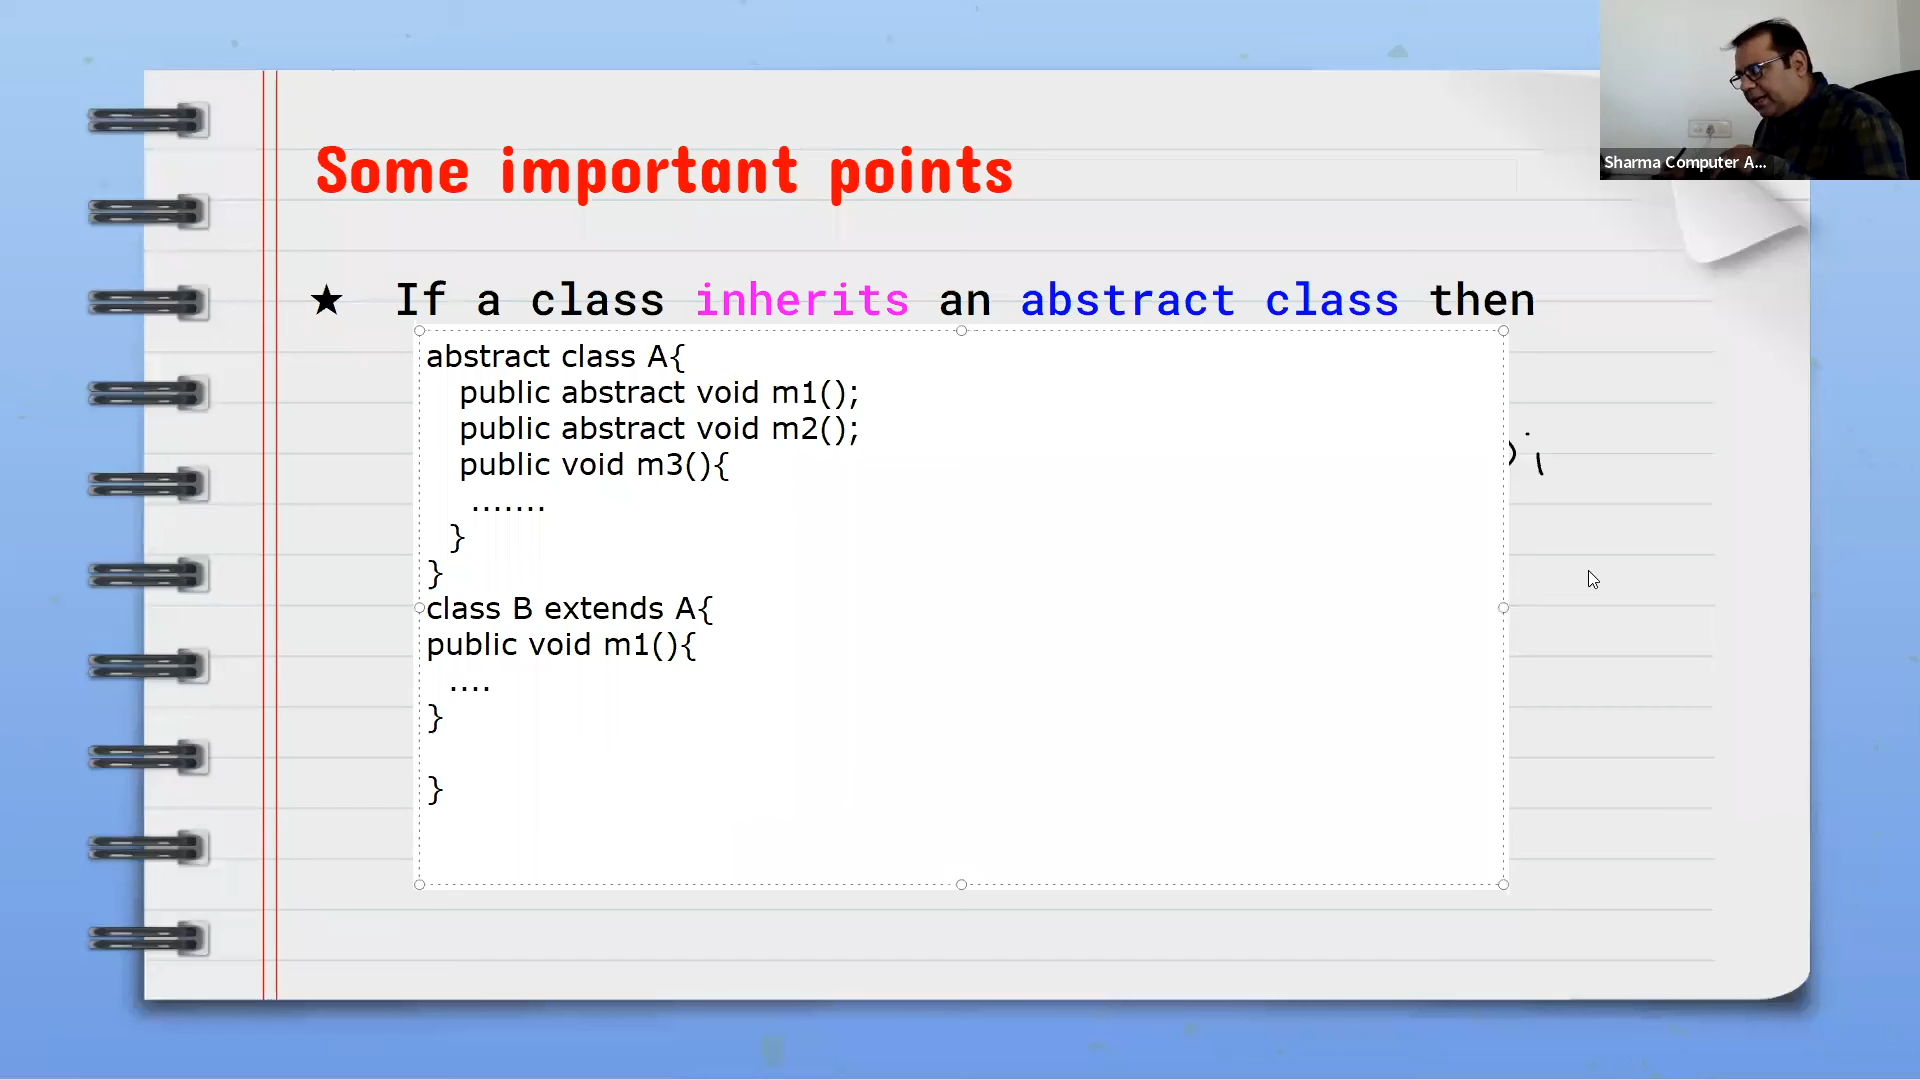 Some important points
★ If a class inherits an abstract class then
abstract class A{
public abstract void m1();
public abstract void m2();
public void m3(){
.......
}
}
class B extends A{
public void m1(){
....
}
}
Sharma Computer A...